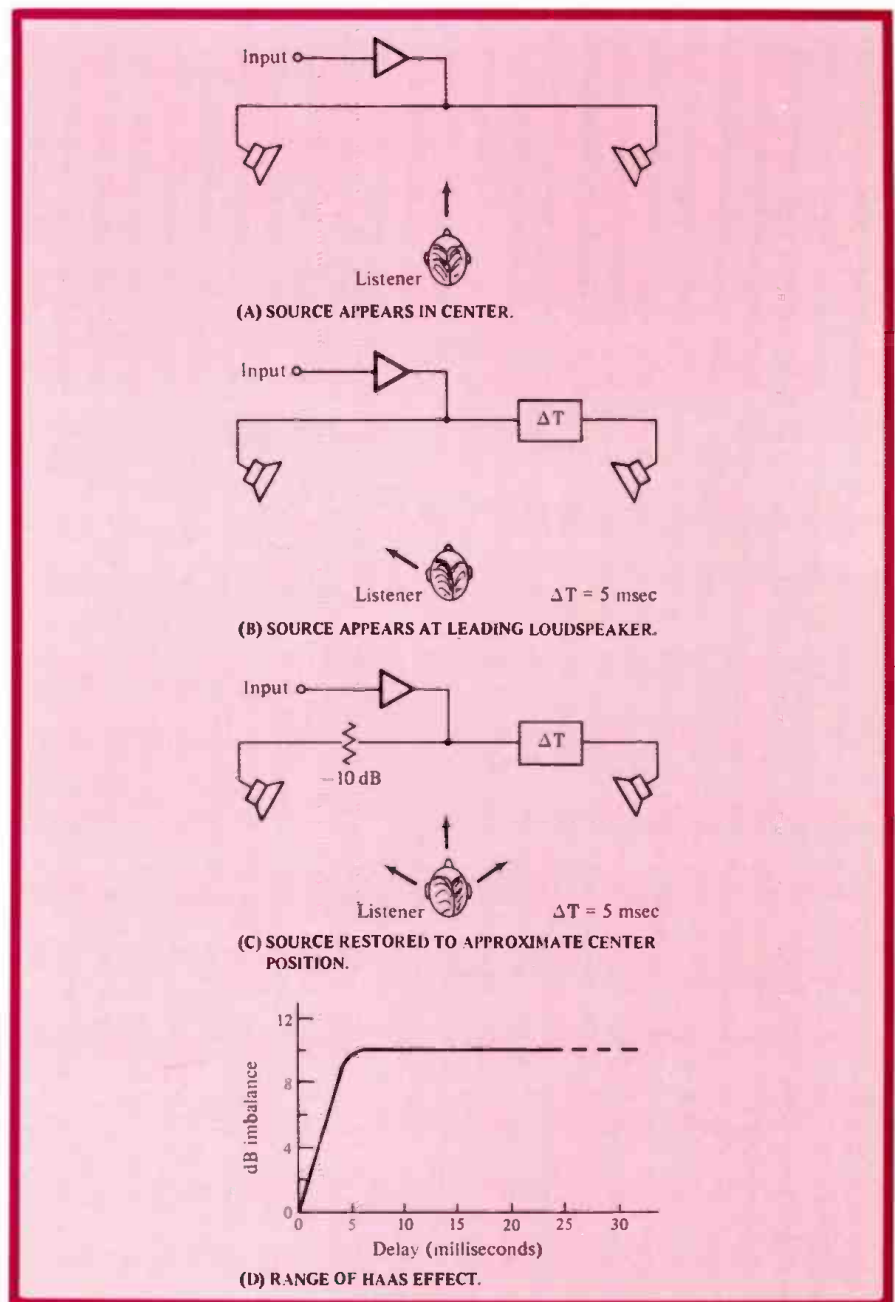 Input
Listener
(A) SOURCE APPEARS IN CENTER.
Input
ΔT
Listener
ΔT = 5 msec
(B) SOURCE APPEARS AT LEADING LOUDSPEAKER.
Input
−10 dB
ΔT
Listener
ΔT = 5 msec
(C) SOURCE RESTORED TO APPROXIMATE CENTER
POSITION.
12
8
4
0
dB imbalance
0 5 10 15 20 25 30
Delay (milliseconds)
(D) RANGE OF HAAS EFFECT.